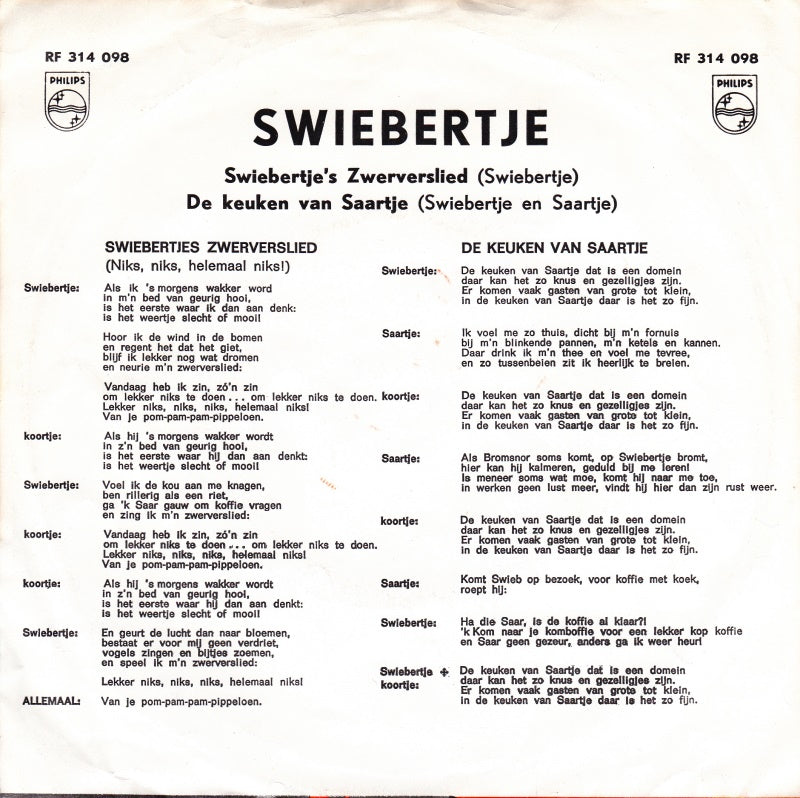 RF 314 098
RF 314 098
PHILIPS
PHILIPS
SWIEBERTJE
Swiebertje's Zwerverslied (Swiebertje)
De keuken van Saartje (Swiebertje en Saartje)
SWIEBERTJES ZWERVERSLIED
(Niks, niks, helemaal niks!)
Swiebertje: Als ik 's morgens wakker word
in m'n bed van geurig hooi,
is het eerste waar ik dan aan denk:
is het weertje slecht of mooi!
Hoor ik de wind in de bomen
en regent het dat het giet,
blijf ik lekker nog wat dromen
en neurie m'n zwerverslied:
Vandaag heb ik zin, zó'n zin
om lekker niks te doen... om lekker niks te doen.
Lekker niks, niks, niks, helemaal niks!
Van je pom-pam-pam-pippeloen.
koortje: Als hij 's morgens wakker wordt
in z'n bed van geurig hooi,
is het eerste waar hij dan aan denkt:
is het weertje slecht of mooi!
Swiebertje: Voel ik de kou aan me knagen,
ben rillerig als een riet,
ga 'k Saar gauw om koffie vragen
en zing ik m'n zwerverslied:
koortje: Vandaag heb ik zin, zó'n zin
om lekker niks te doen... om lekker niks te doen.
Lekker niks, niks, niks, helemaal niks!
Van je pom-pam-pam-pippeloen.
koortje: Als hij 's morgens wakker wordt
in z'n bed van geurig hooi,
is het eerste waar hij dan aan denkt:
is het weertje slecht of mooi!
Swiebertje: En geurt de lucht dan naar bloemen,
bestaat er voor mij geen verdriet,
vogels zingen en bijtjes zoemen,
en speel ik m'n zwerverslied:
Lekker niks, niks, niks, helemaal niks!
ALLEMAAL: Van je pom-pam-pam-pippeloen.
DE KEUKEN VAN SAARTJE
Swiebertje: De keuken van Saartje dat is een domein
daar kan het zo knus en gezelligjes zijn.
Er komen vaak gasten van grote tot klein,
in de keuken van Saartje daar is het zo fijn.
Saartje: Ik voel me zo thuis, dicht bij m'n fornuis
bij m'n blinkende pannen, m'n ketels en kannen.
Daar drink ik m'n thee en voel me tevree,
en zo tussenbeien zit ik heerlijk te breien.
koortje: De keuken van Saartje dat is een domein
daar kan het zo knus en gezelligjes zijn.
Er komen vaak gasten van grote tot klein,
in de keuken van Saartje daar is het zo fijn.
Saartje: Als Bromsnor soms komt, op Swiebertje bromt,
hier kan hij kalmeren, geduld bij me leren!
Is meneer soms wat moe, komt hij naar me toe,
in werken geen lust meer, vindt hij hier dan zijn rust weer.
koortje: De keuken van Saartje dat is een domein
daar kan het zo knus en gezelligjes zijn.
Er komen vaak gasten van grote tot klein,
in de keuken van Saartje daar is het zo fijn.
Saartje: Komt Swieb op bezoek, voor koffie met koek,
roept hij:
Swiebertje: Ha die Saar, is de koffie al klaar?!
'k Kom naar je komboffie voor een lekker kop koffie
en Saar geen gezeur, anders ga ik weer heur!
Swiebertje + De keuken van Saartje dat is een domein
koortje: daar kan het zo knus en gezelligjes zijn.
Er komen vaak gasten van grote tot klein,
in de keuken van Saartje daar is het zo fijn.